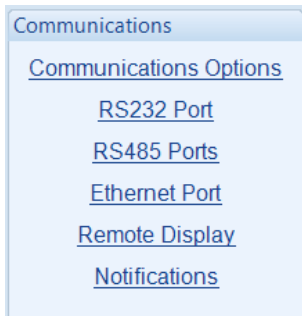 Communications
Communications Options
RS232 Port
RS485 Ports
Ethernet Port
Remote Display
Notifications